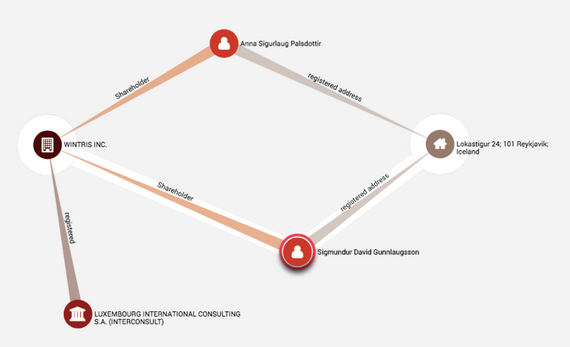 Anna Sigurlaug Palsdottir
Shareholder
registered address
WINTRIS INC.
Lokastigur 24; 101 Reykjavik;
Iceland
Shareholder
registered address
registered
Sigmundur David Gunnlaugsson
LUXEMBOURG INTERNATIONAL CONSULTING
S.A. (INTERCONSULT)